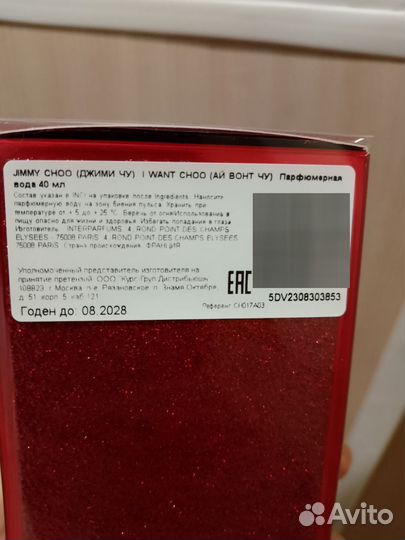 JIMMY CHOO (ДЖИМИ ЧУ) I WANT CHOO (АЙ ВОНТ ЧУ) Парфюмерная
вода 40 мл
Состав указан в INCI на упаковке после Ingredients. Нанести
парфюмерную воду на зону биения пульса. Хранить при
температуре от + 5 до + 25 °C. Беречь от огня. Использование в
пищу опасно для жизни и здоровья. Избегать попадания в глаза
Изготовитель: INTERPARFUMS, 4, ROND POINT DES CHAMPS
ELYSEES - 75008 PARIS, 4, ROND POINT DES CHAMPS ELYSEES
75008 PARIS. Страна происхождения: ФРАНЦИЯ
Уполномоченный представитель изготовителя на
принятие претензий: ООО "Кург Груп Дистрибьюшн"
108823, г Москва, п-е Рязановское, п. Знамя Октября,
д. 51, корп. 5, каб. 121
EAC
5DV2308303853
Референт: CH017A03
Годен до: 08.2028
Avito